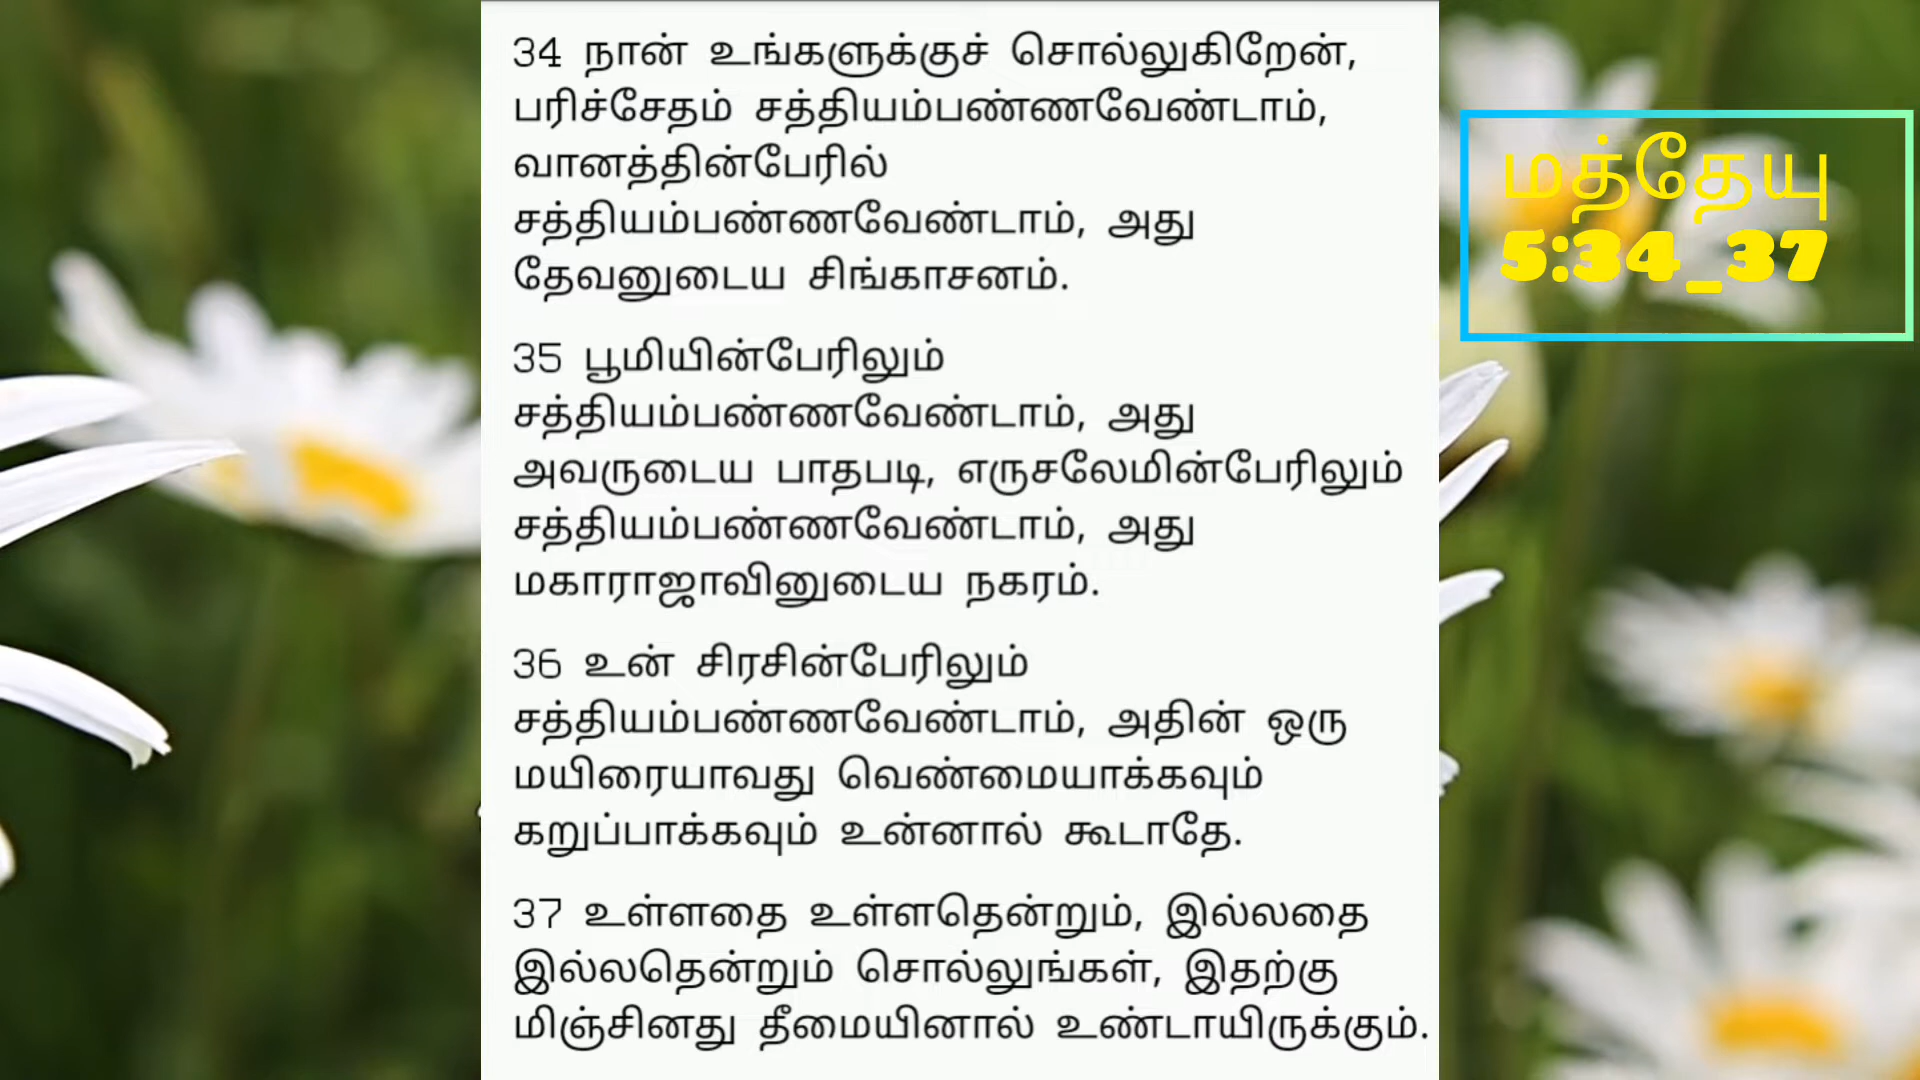 34 நான் உங்களுக்குச் சொல்லுகிறேன்,
பரிச்சேதம் சத்தியம்பண்ணவேண்டாம்,
வானத்தின்பேரில்
சத்தியம்பண்ணவேண்டாம், அது
தேவனுடைய சிங்காசனம்.
35 பூமியின்பேரிலும்
சத்தியம்பண்ணவேண்டாம், அது
அவருடைய பாதபடி, எருசலேமின்பேரிலும்
சத்தியம்பண்ணவேண்டாம், அது
மகாராஜாவினுடைய நகரம்.
36 உன் சிரசின்பேரிலும்
சத்தியம்பண்ணவேண்டாம், அதின் ஒரு
மயிரையாவது வெண்மையாக்கவும்
கறுப்பாக்கவும் உன்னால் கூடாதே.
37 உள்ளதை உள்ளதென்றும், இல்லதை
இல்லதென்றும் சொல்லுங்கள், இதற்கு
மிஞ்சினது தீமையினால் உண்டாயிருக்கும்.
மத்தேயு
5:34_37